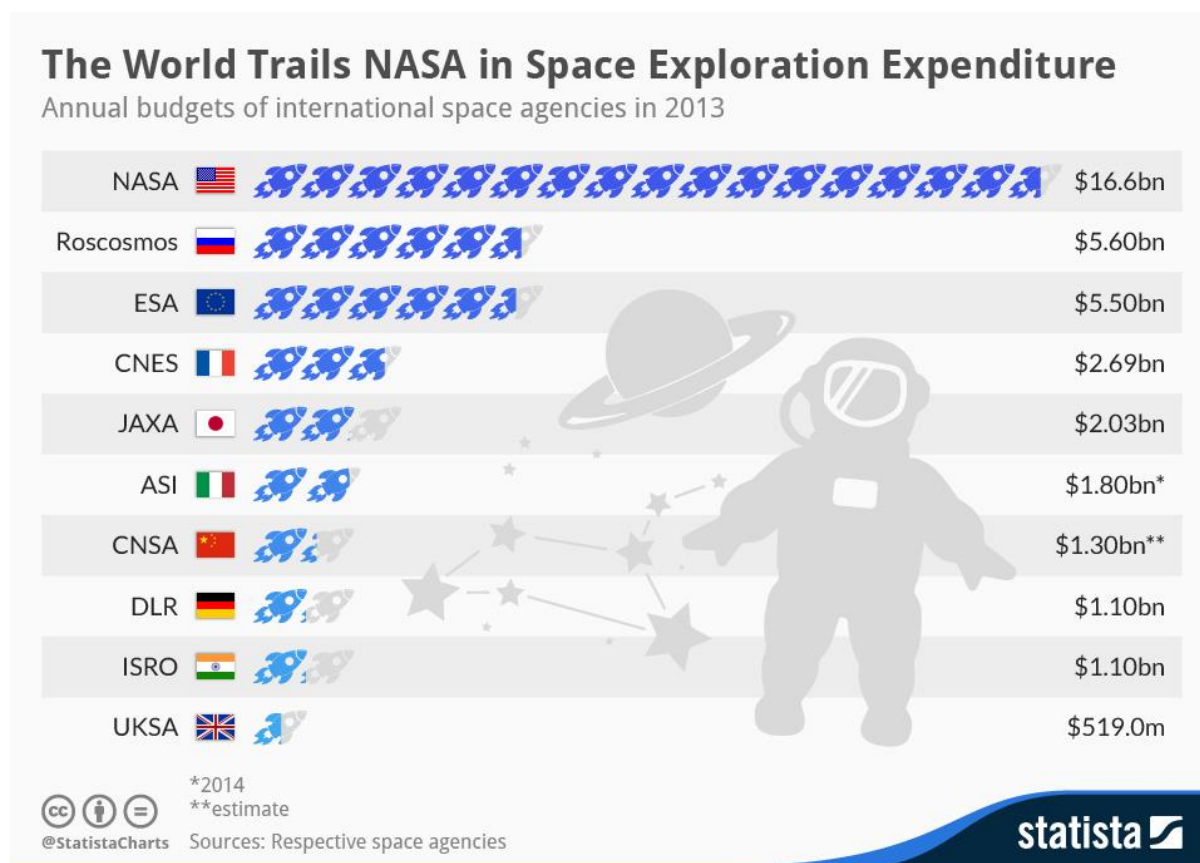 The World Trails NASA in Space Exploration Expenditure
Annual budgets of international space agencies in 2013
NASA $16.6bn
Roscosmos $5.60bn
ESA $5.50bn
CNES $2.69bn
JAXA $2.03bn
ASI $1.80bn*
CNSA $1.30bn**
DLR $1.10bn
ISRO $1.10bn
UKSA $519.0m
*2014
**estimate
cc =
@StatistaCharts Sources: Respective space agencies
statista